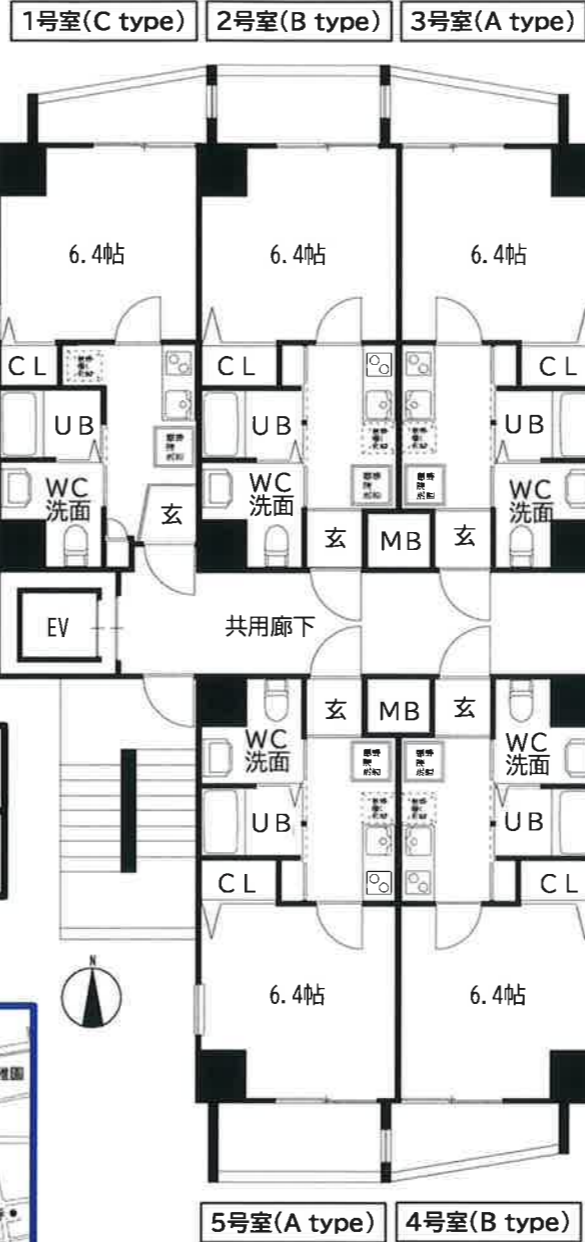 1号室(C type) 2号室(B type) 3号室(A type)
6.4帖 6.4帖 6.4帖
CL CL CL
UB UB UB
WC 洗面 WC 洗面 WC 洗面
玄 玄 MB 玄
EV 共用廊下
玄 MB 玄
WC 洗面 WC 洗面
UB UB
CL CL
N
6.4帖 6.4帖
5号室(A type) 4号室(B type)